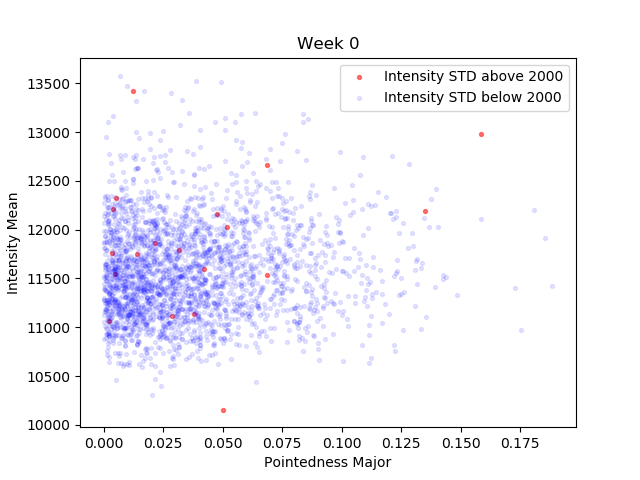 Week 0
Intensity STD above 2000
Intensity STD below 2000
Intensity Mean
13500
13000
12500
12000
11500
11000
10500
10000
0.000 0.025 0.050 0.075 0.100 0.125 0.150 0.175
Pointedness Major